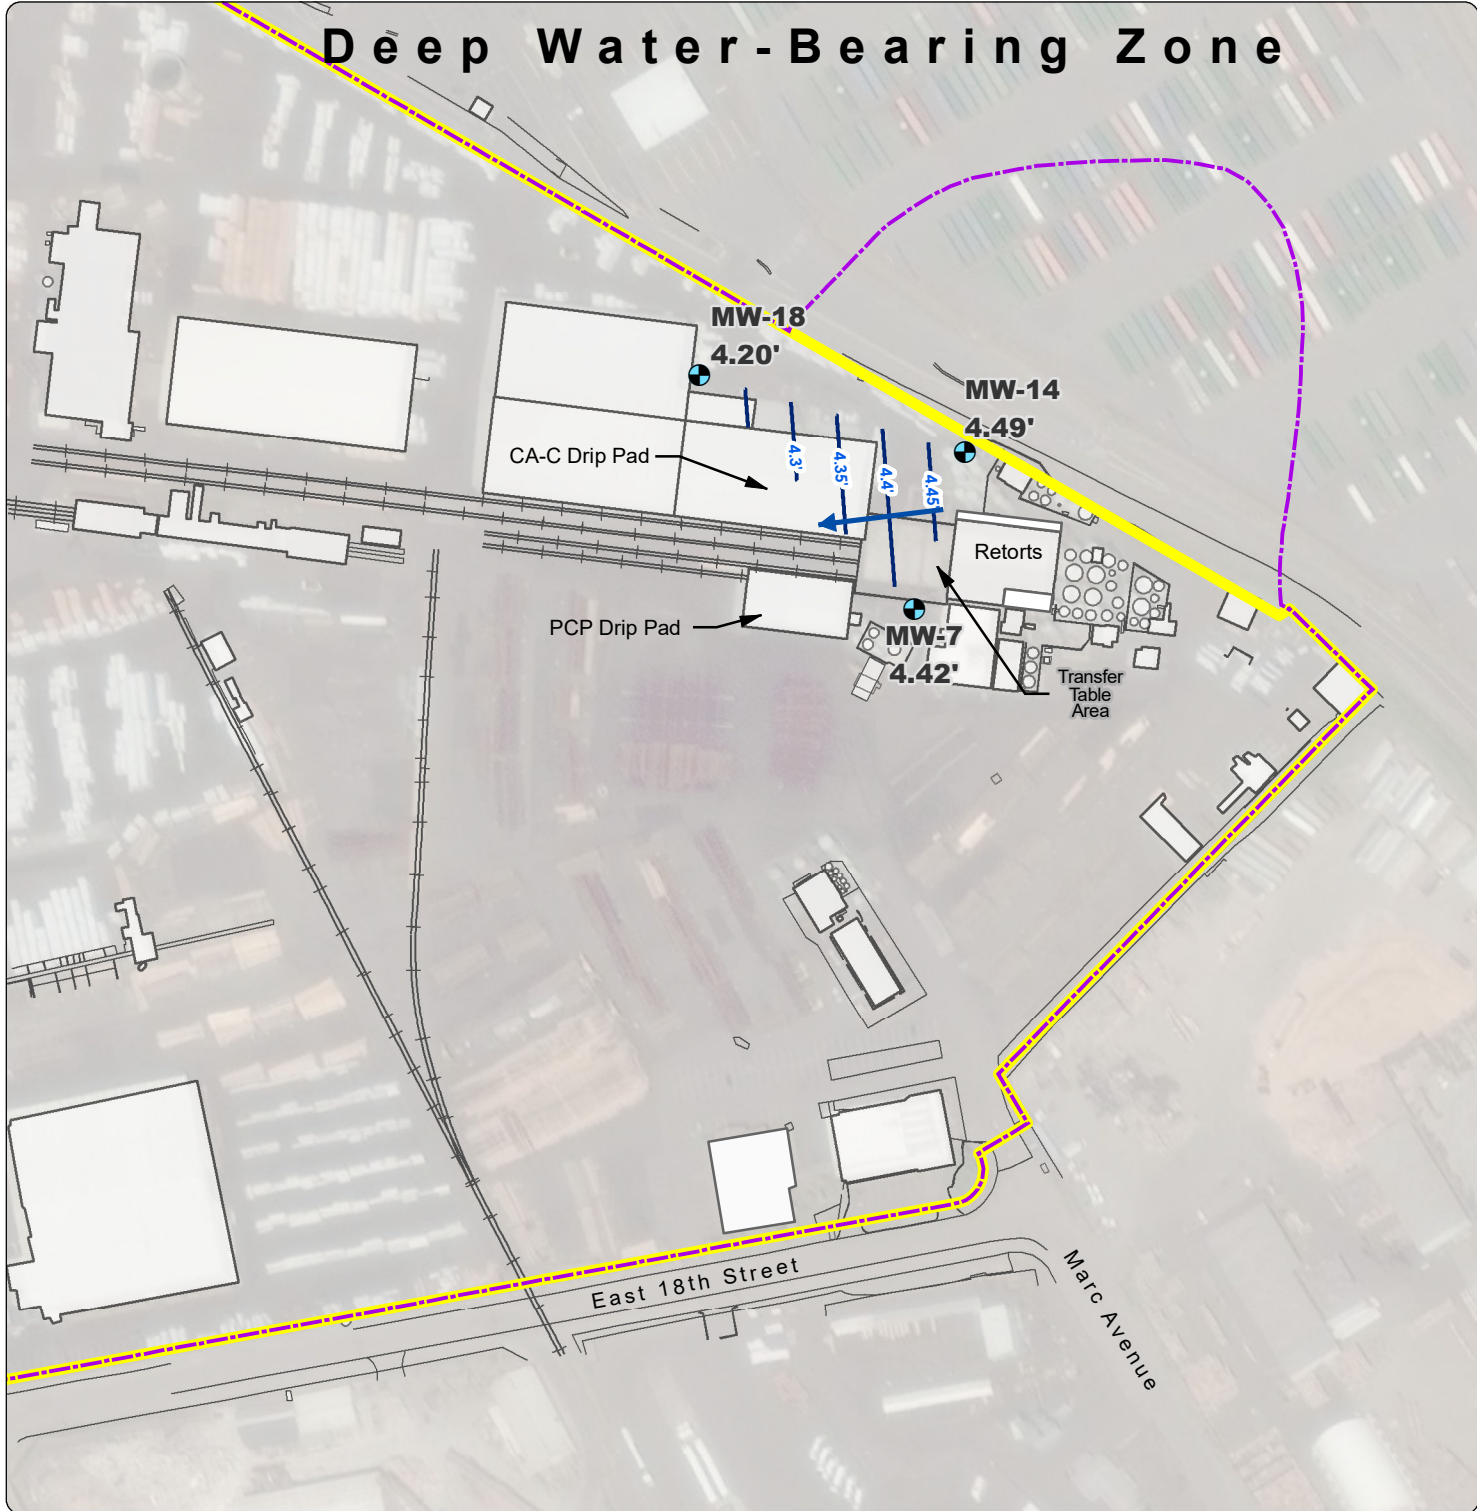 Deep Water-Bearing Zone
MW-18
4.20'
MW-14
4.49'
CA-C Drip Pad
4.3'
4.35'
4.4'
4.45'
Retorts
PCP Drip Pad
MW-7
4.42'
Transfer
Table
Area
East 18th Street
Marc Avenue